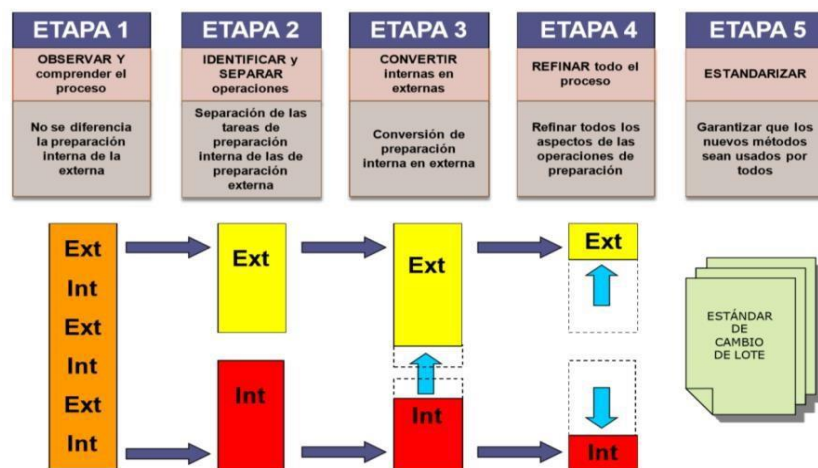 ETAPA 1
OBSERVAR Y
comprender el
proceso
No se diferencia
la preparación
interna de la
externa
ETAPA 2
IDENTIFICAR y
SEPARAR
operaciones
Separación de las
tareas de
preparación
interna de las de
preparación
externa
ETAPA 3
CONVERTIR
internas en
externas
Conversión de
preparación
interna en externa
ETAPA 4
REFINAR todo el
proceso
Refinar todos los
aspectos de las
operaciones de
preparación
ETAPA 5
ESTANDARIZAR
Garantizar que los
nuevos métodos
sean usados por
todos
Ext
Int
Ext
Int
Ext
Int
Ext
Int
Ext
Int
Ext
Int
ESTÁNDAR
DE
CAMBIO
DE LOTE